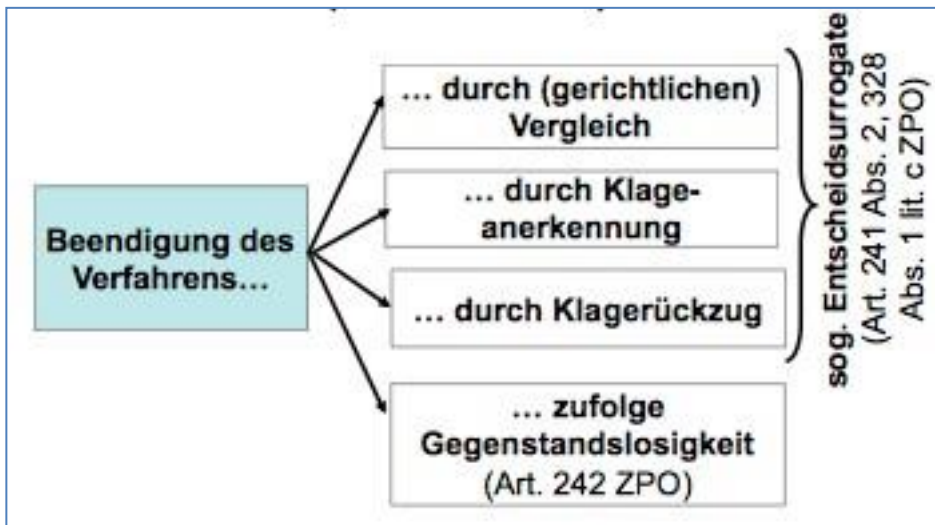 Beendigung des
Verfahrens…
… durch (gerichtlichen)
Vergleich
… durch Klage-
anerkennung
… durch Klagerückzug
… zufolge
Gegenstandslosigkeit
(Art. 242 ZPO)
sog. Entscheidsurrogate
(Art. 241 Abs. 2, 328
Abs. 1 lit. c ZPO)